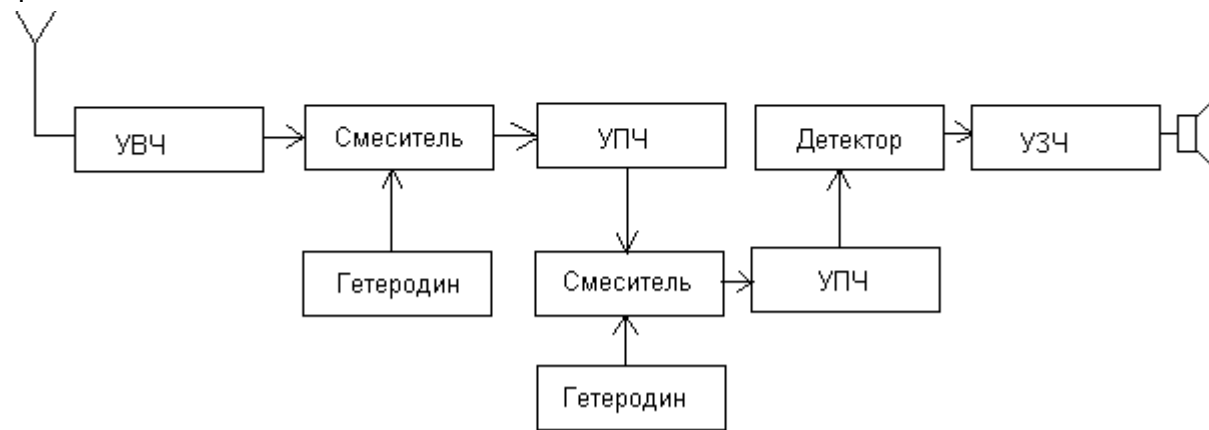 УВЧ
Смеситель
УПЧ
Детектор
УЗЧ
Гетеродин
Смеситель
УПЧ
Гетеродин